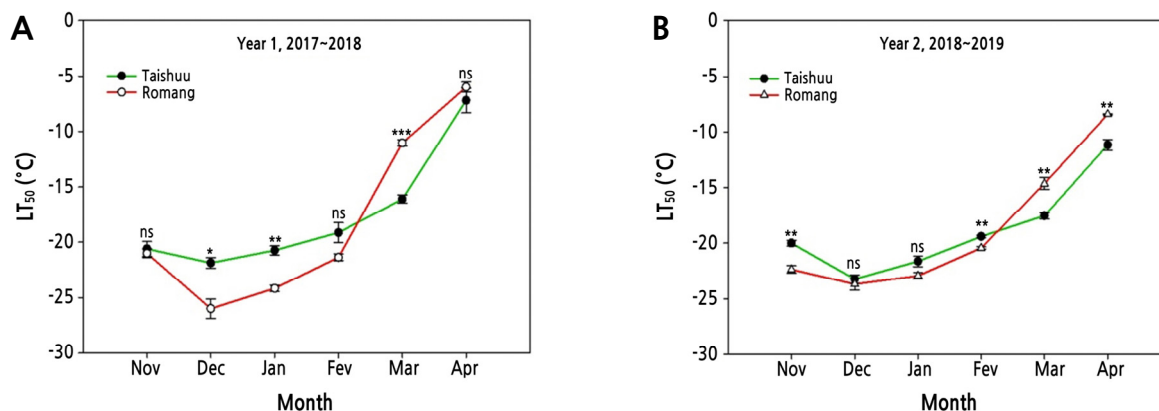 A
Year 1, 2017~2018
Taishuu
Romang
LT50 (°C)
0
-5
-10
-15
-20
-25
-30
ns
*
**
ns
***
ns
Nov
Dec
Jan
Fev
Mar
Apr
Month
B
Year 2, 2018~2019
Taishuu
Romang
LT50 (°C)
0
-5
-10
-15
-20
-25
-30
**
ns
ns
**
**
**
Nov
Dec
Jan
Fev
Mar
Apr
Month